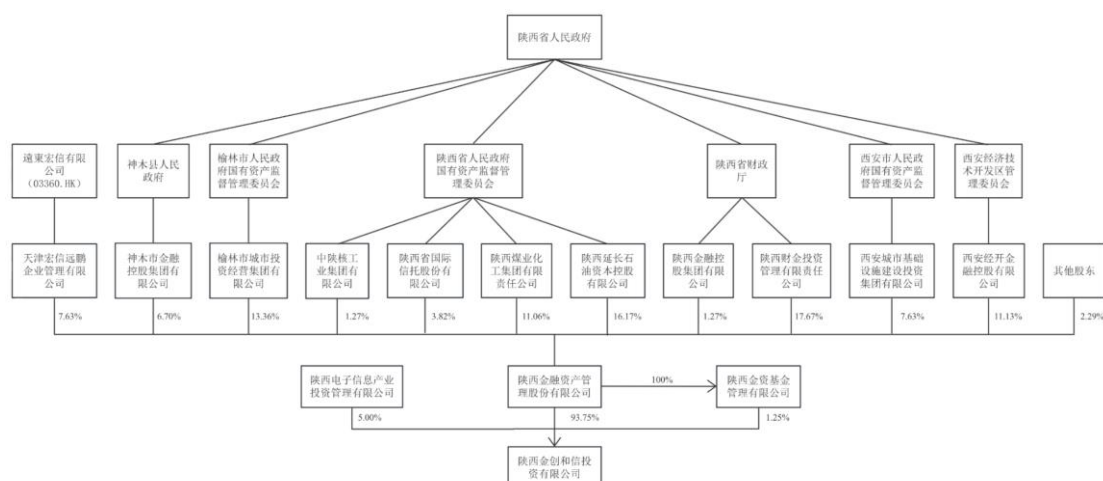 陕西省人民政府
遠東宏信有限
公司
（03360.HK）
神木县人民
政府
榆林市人民政
府国有资产监
督管理委员会
陕西省人民政府
国有资产监督管
理委员会
陕西省财政
厅
西安市人民政
府国有资产监
督管理委员会
西安经济技
术开发区管
理委员会
天津宏信远鹏
企业管理有限
公司
神木市金融
控股集团有
限公司
榆林市城市投
资经营集团有
限公司
中陕核工
业集团有
限公司
陕西省国际
信托股份有
限公司
陕西煤业化
工集团有限
责任公司
陕西延长石
油资本控股
有限公司
陕西金融控
股集团有限
公司
陕西财金投资
管理有限责任
公司
西安城市基础
设施建设投资
集团有限公司
西安经开金
融控股有限
公司
其他股东
7.63%
6.70%
13.36%
1.27%
3.82%
11.06%
16.17%
1.27%
17.67%
7.63%
11.13%
2.29%
陕西电子信息产业
投资管理有限公司
陕西金融资产管
理股份有限公司
100%
陕西金资基金
管理有限公司
5.00%
93.75%
1.25%
陕西金创和信投
资有限公司